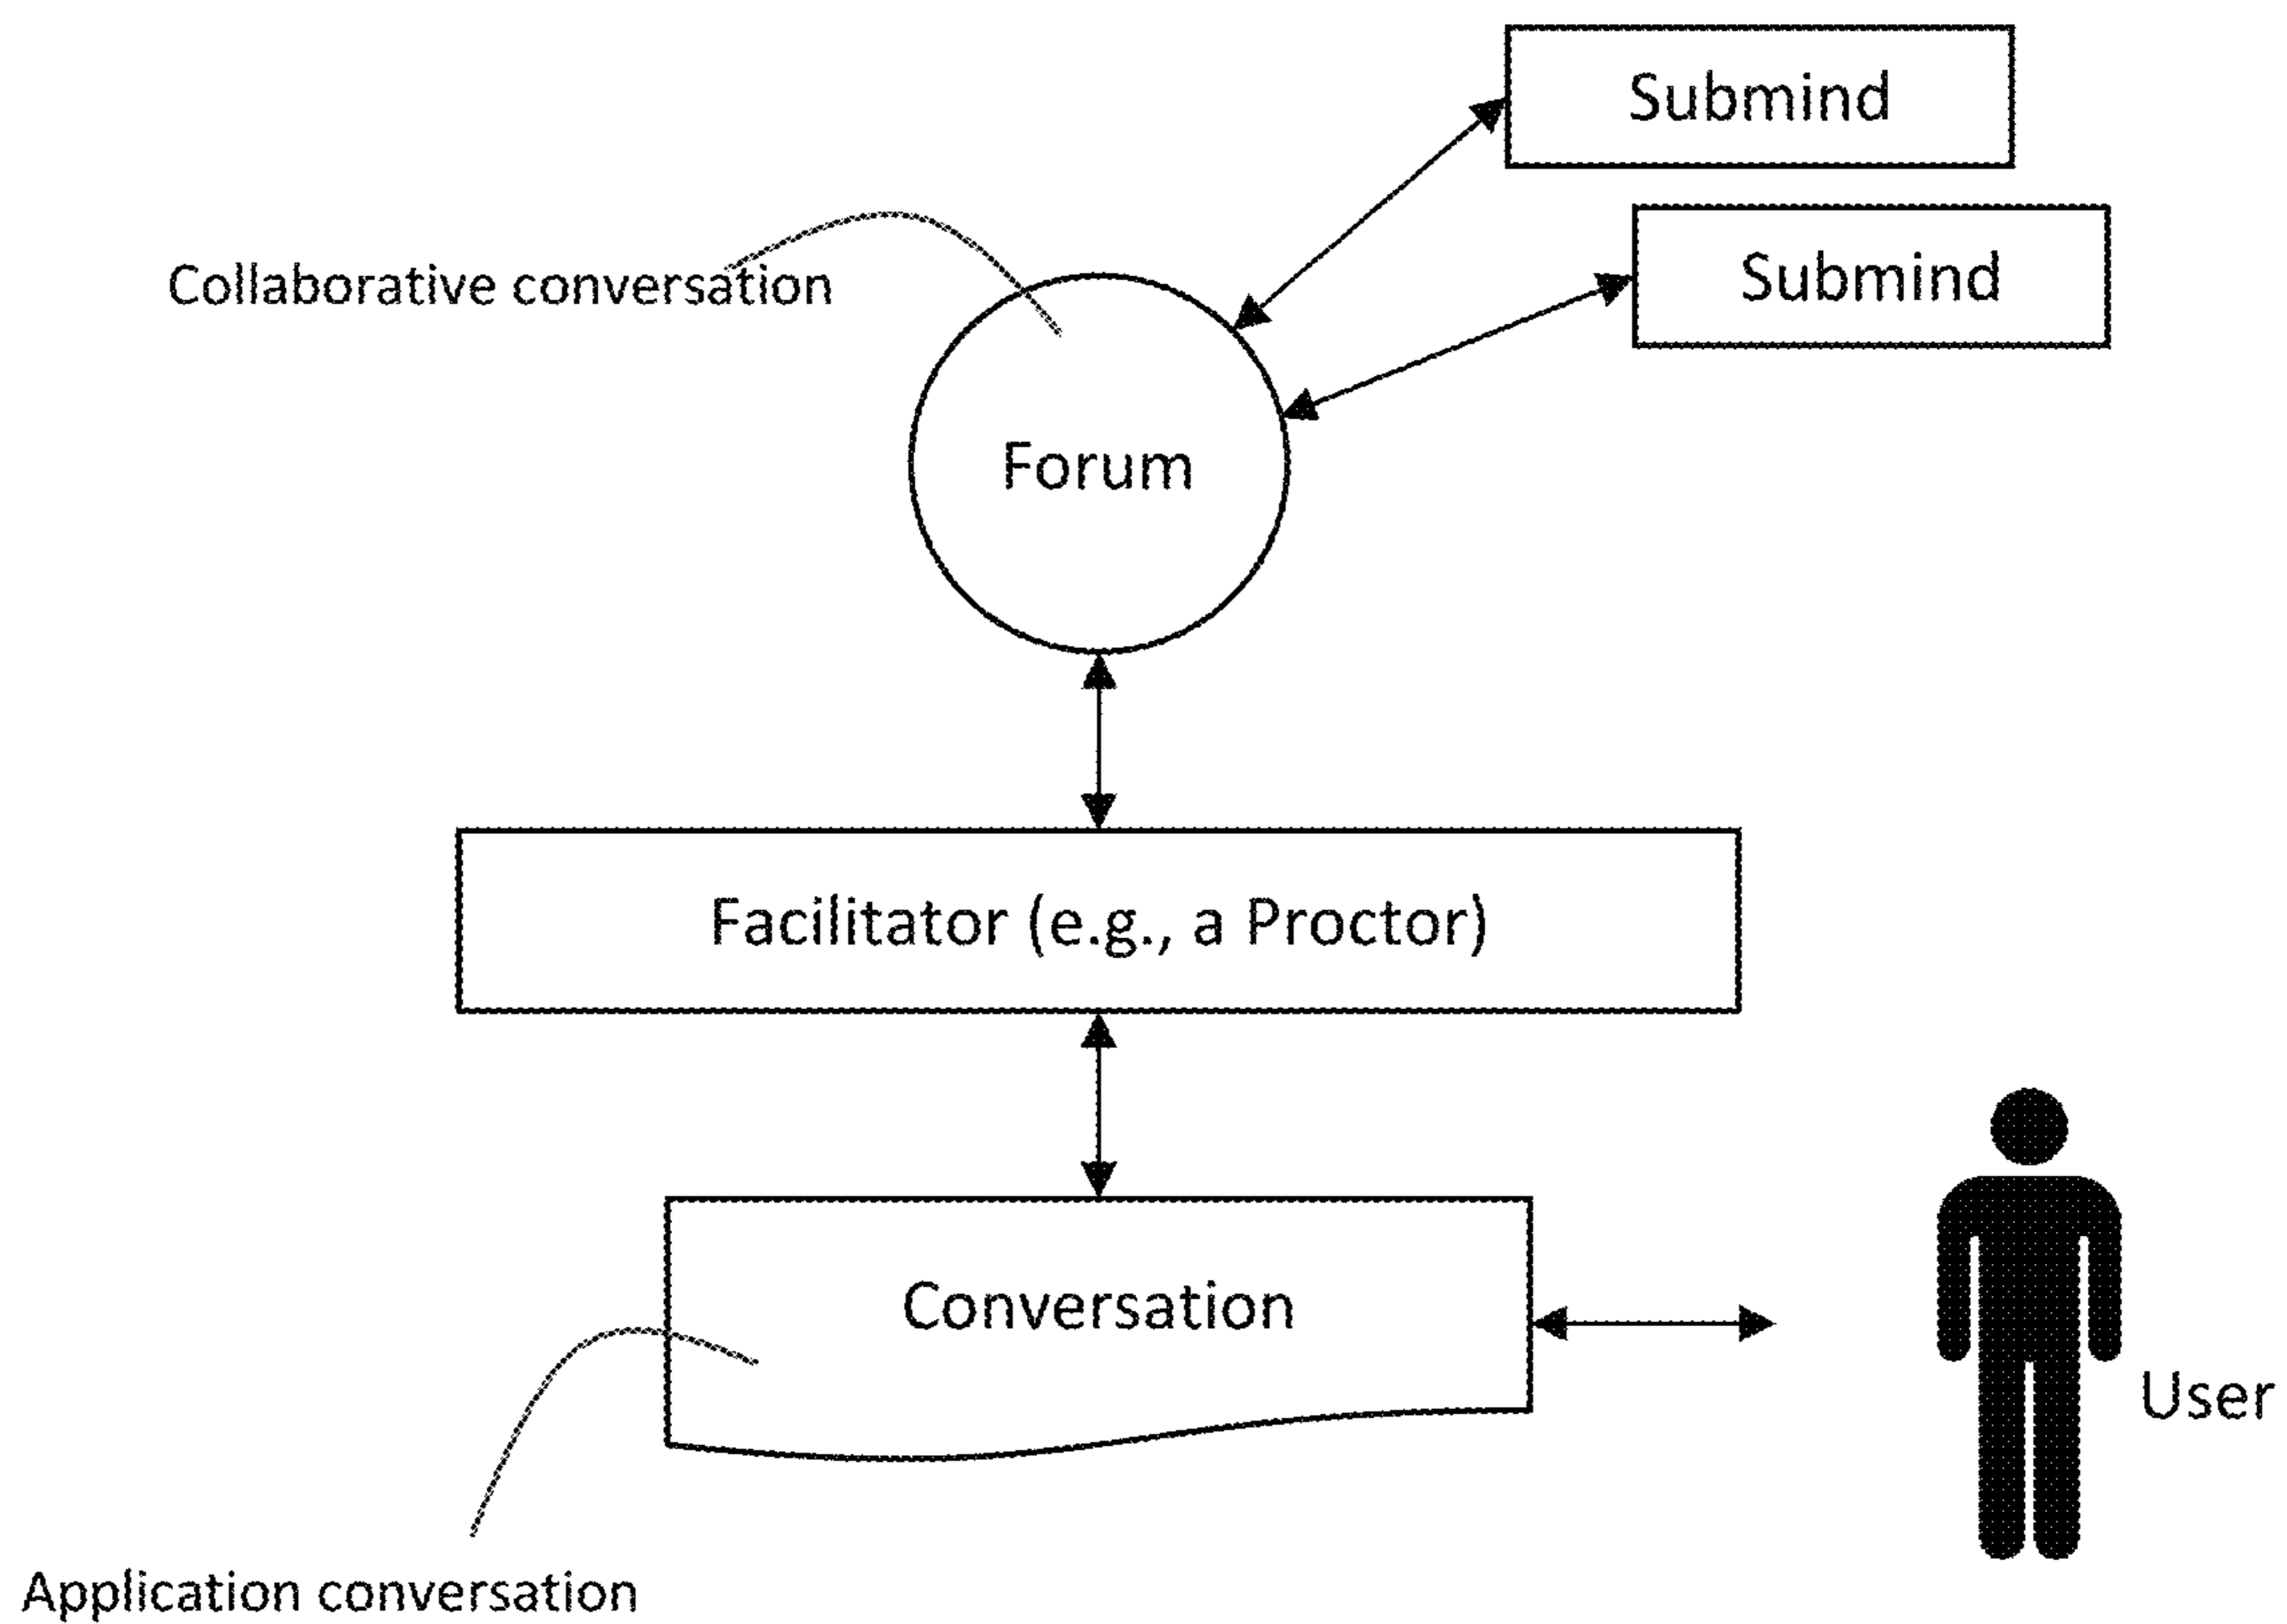 Submind
Submind
Collaborative conversation
Forum
Facilitator (e.g., a Proctor)
Conversation
User
Application conversation